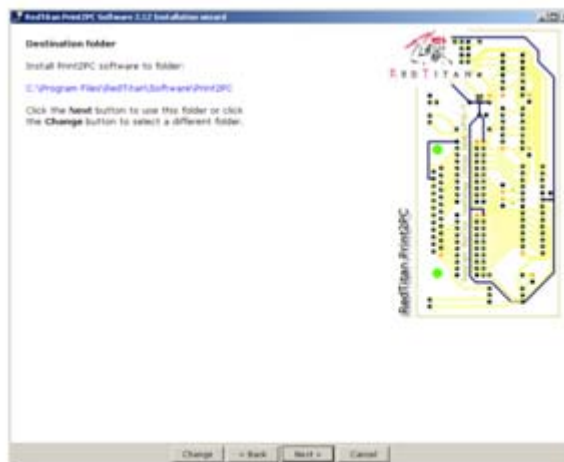 RedTitan Print2PC Software 2.12 Installation wizard
Destination folder
Install Print2PC software to folder:
C:\Program Files\RedTitan\Software\Print2PC
Click the Next button to use this folder or click
the Change button to select a different folder.
REDTITAN
RedTitan Print2PC
Change
< Back
Next >
Cancel